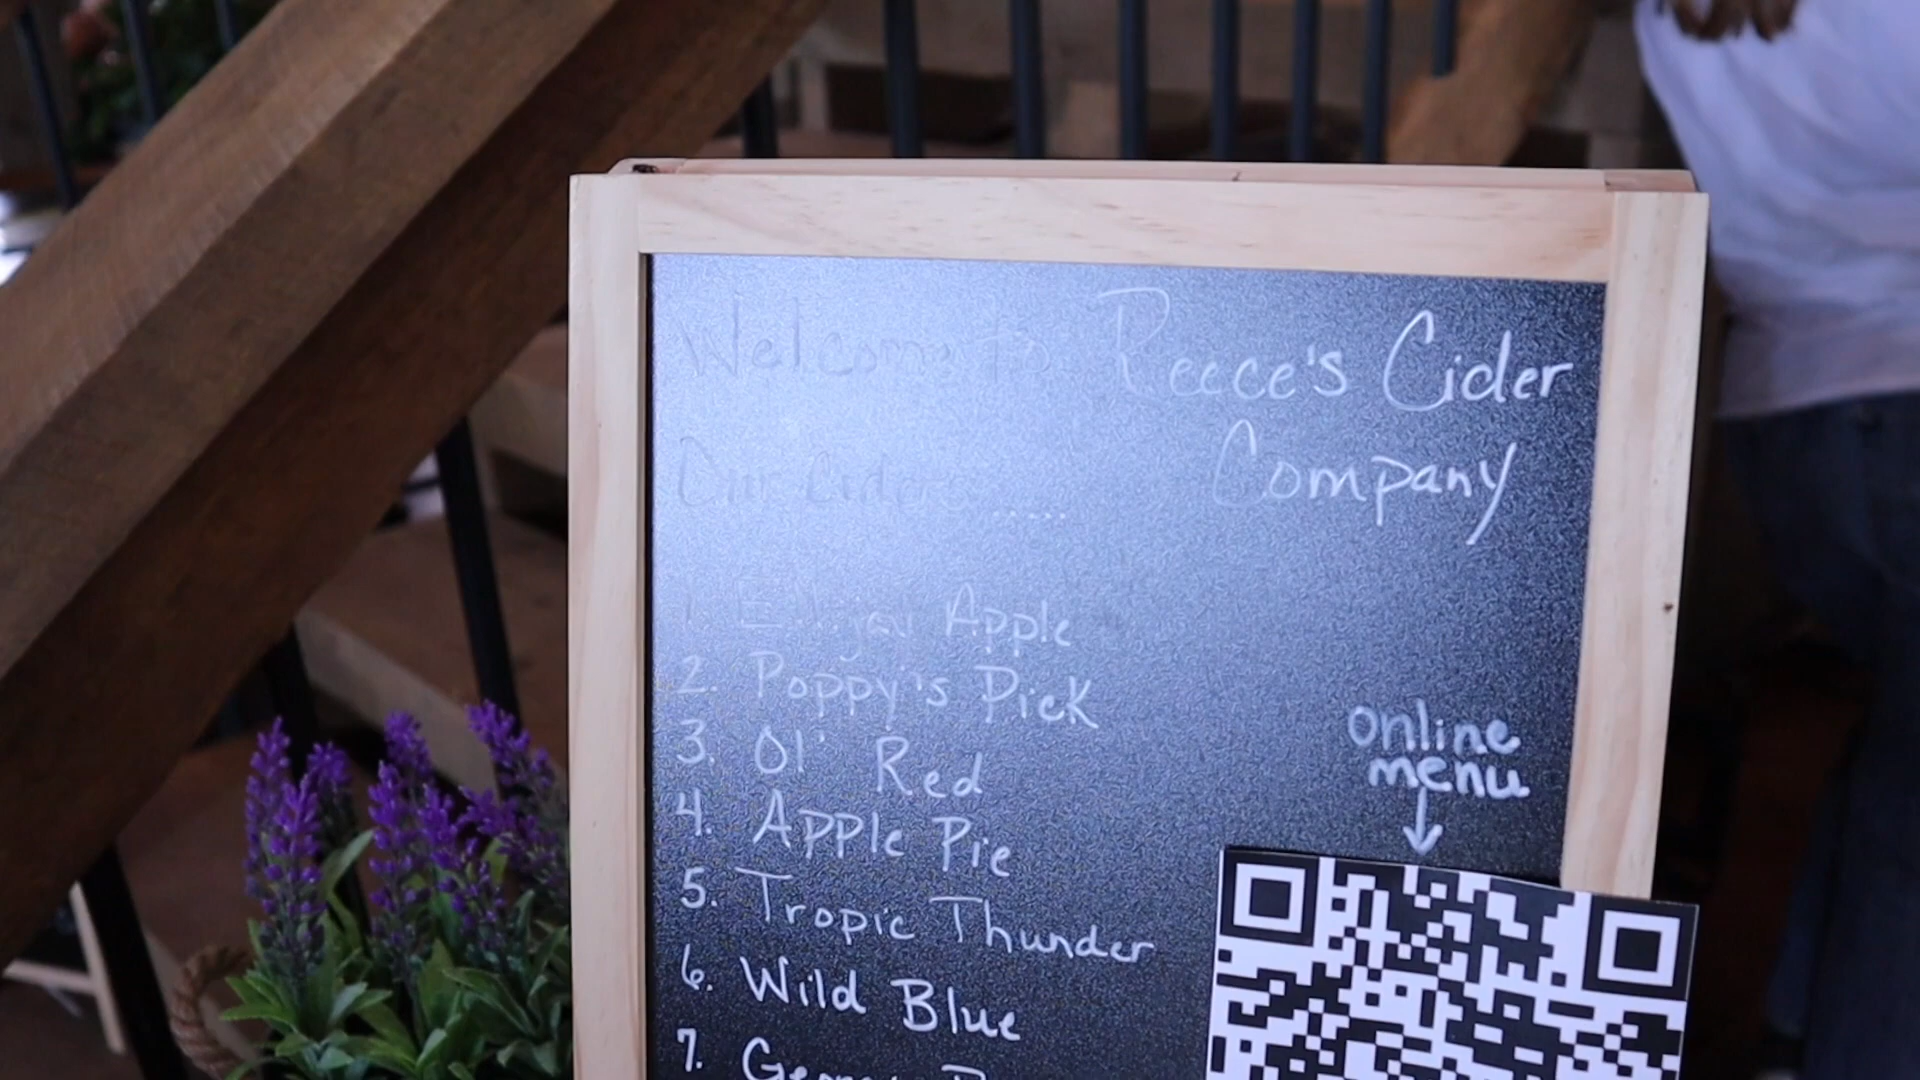 Welcome to Reece's Cider
Company
Our Ciders .....
1. Apple
2. Poppy's Pick
3. Ol' Red
4. Apple Pie
5. Tropic Thunder
6. Wild Blue
7.
online
menu